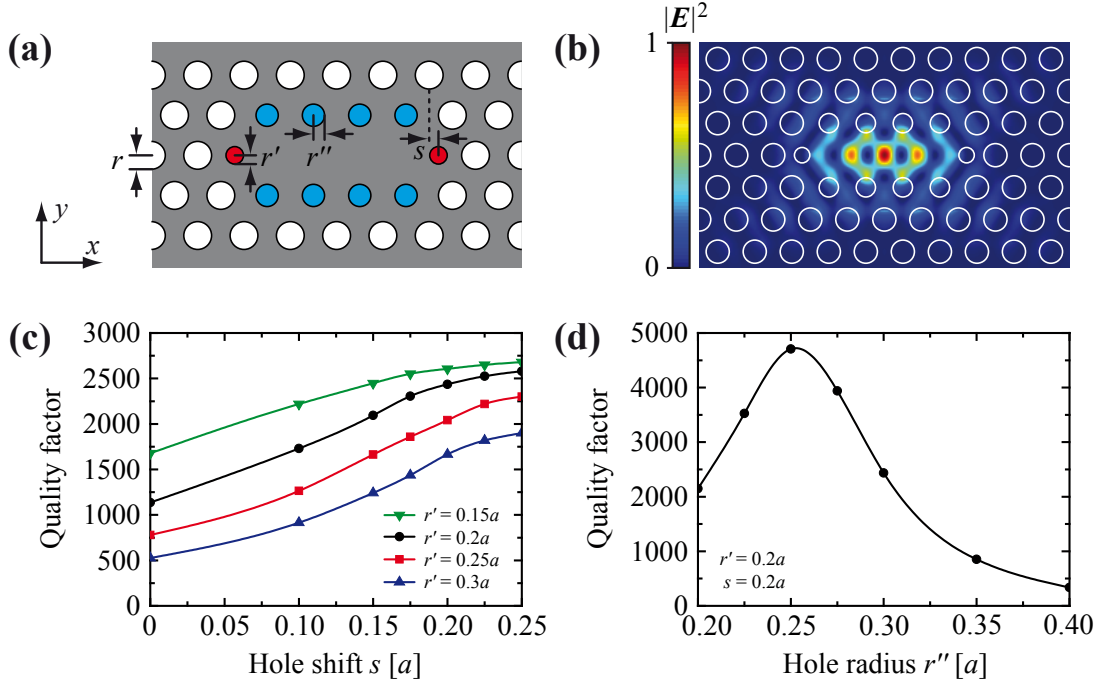 (a)
r
r′
r″
s
y
x
(b)
|E|²
1
0
(c)
Quality factor
3000
2500
2000
1500
1000
500
0
0
0.05
0.10
0.15
0.20
0.25
Hole shift s [a]
r′ = 0.15a
r′ = 0.2a
r′ = 0.25a
r′ = 0.3a
(d)
Quality factor
5000
4000
3000
2000
1000
0
0.20
0.25
0.30
0.35
0.40
Hole radius r″ [a]
r′ = 0.2a
s = 0.2a